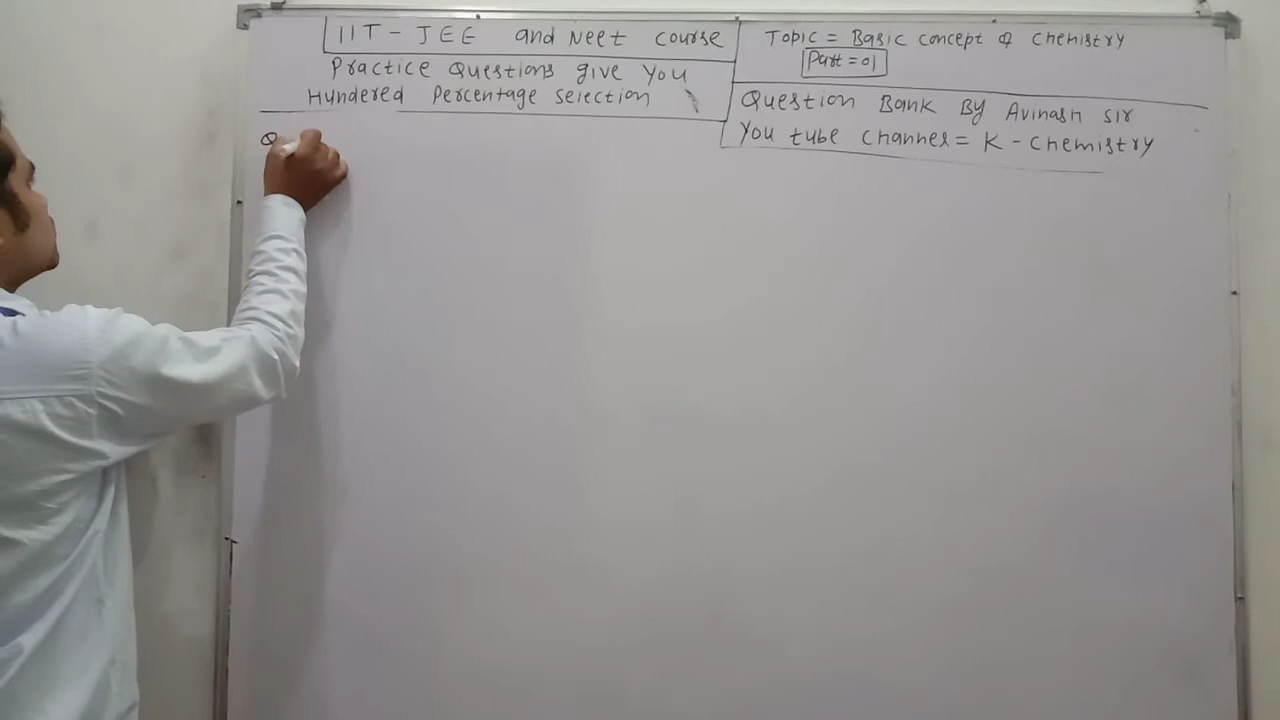 IIT - JEE and Neet course
Practice Questions give You
Hundered Percentage selection
Topic = Basic concept of chemistry
Part = 01
Question Bank By Avinash sir
You tube channel = K - chemistry
Q